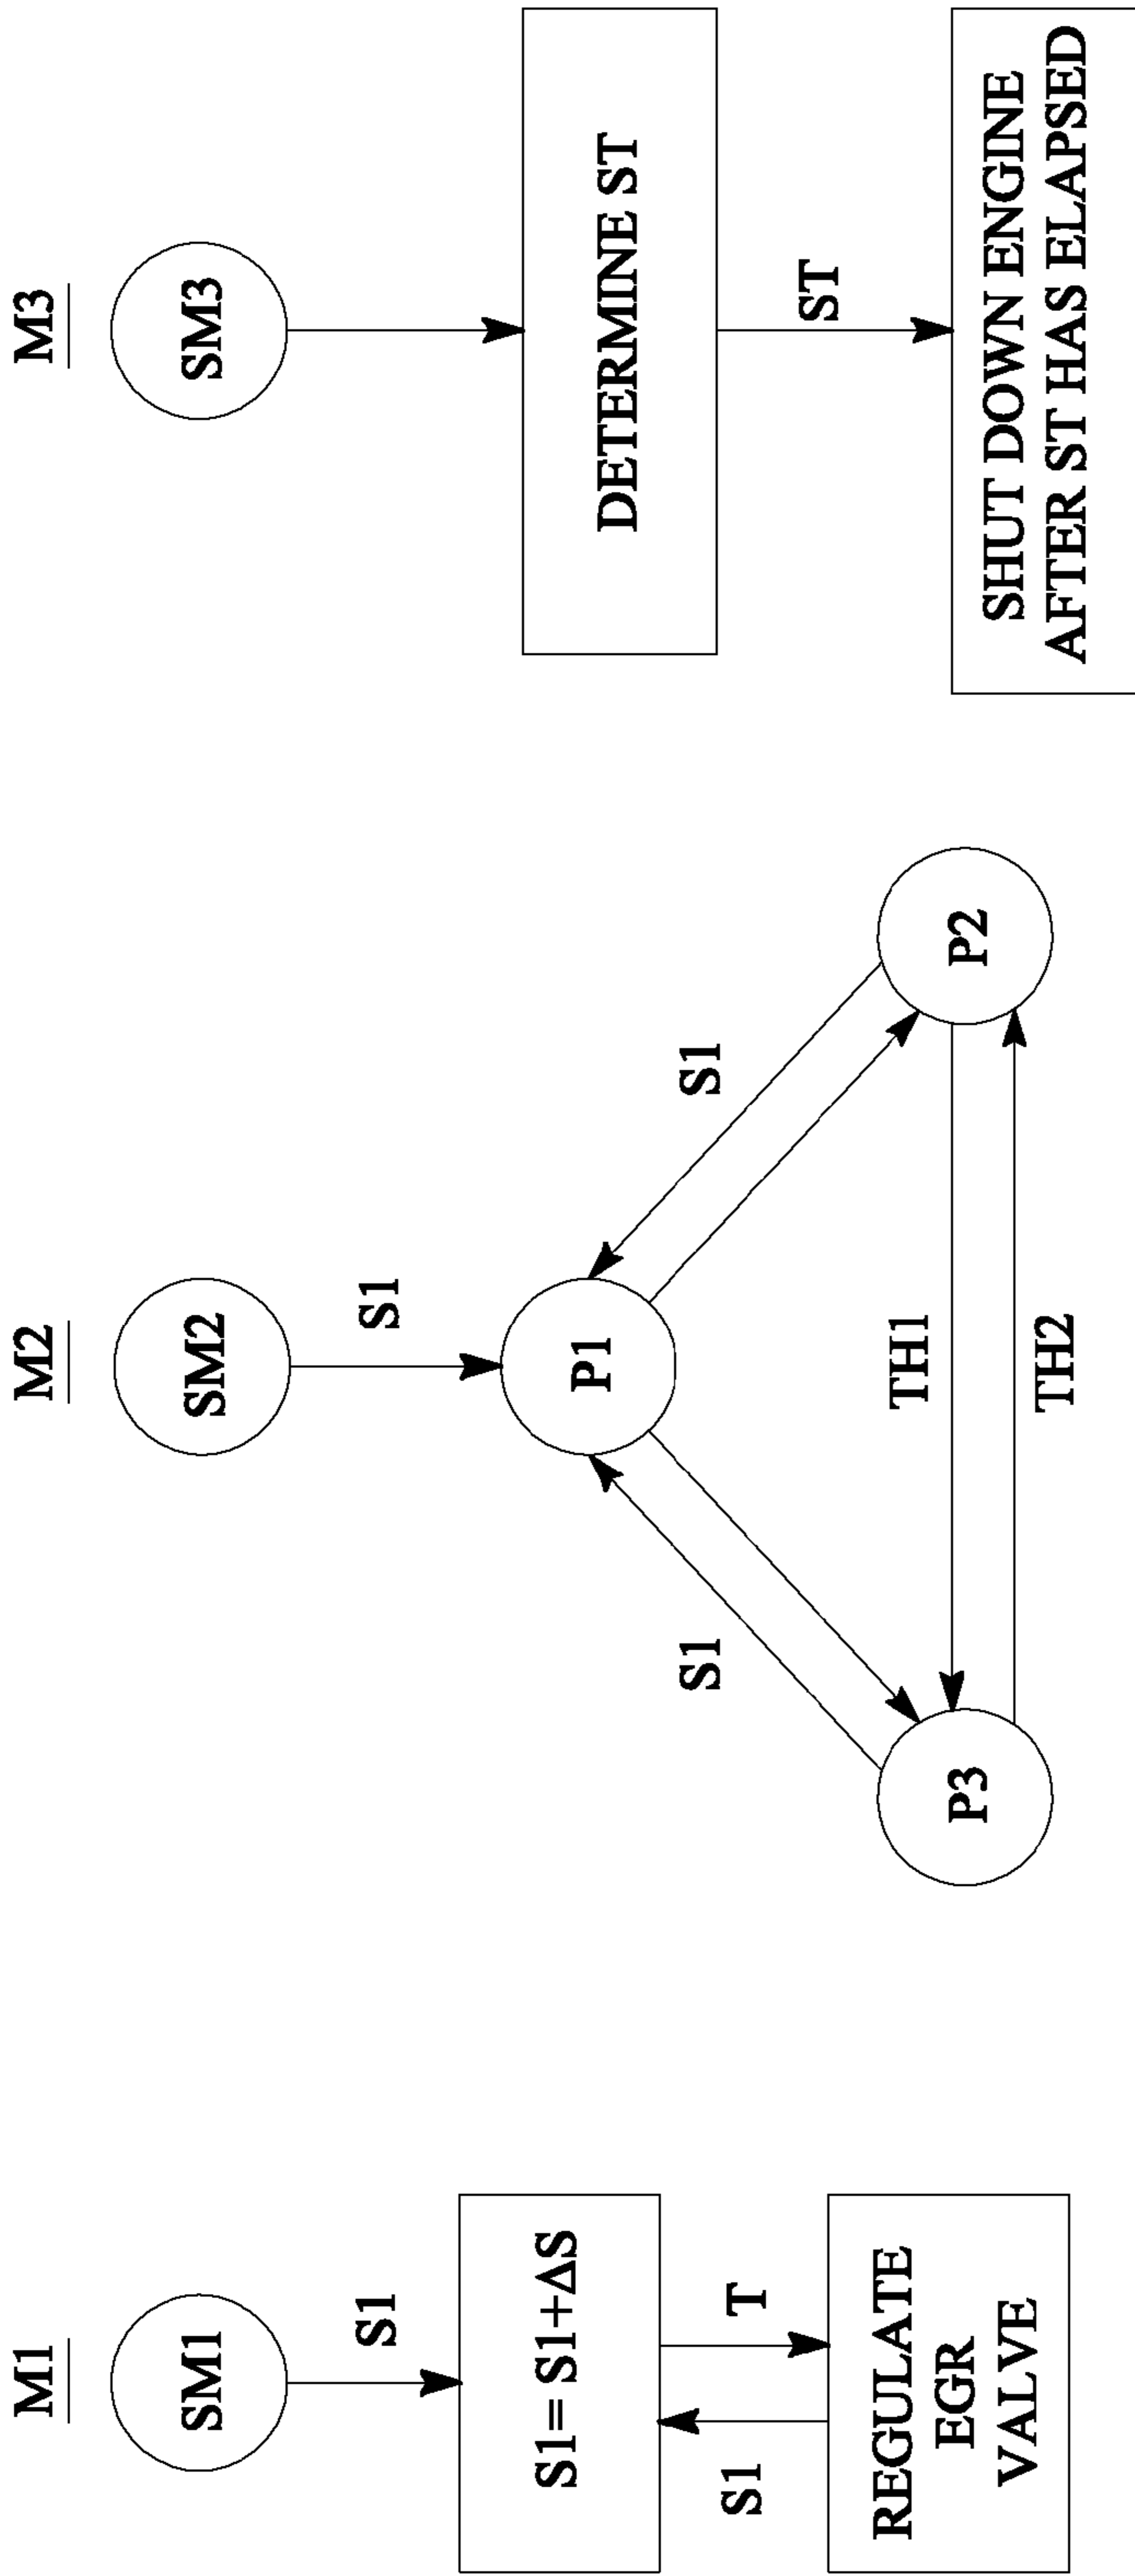 M1
SM1
S1
S1= S1+ΔS
S1
T
REGULATE
EGR
VALVE
M2
SM2
S1
P1
S1
S1
P3
TH1
TH2
P2
M3
SM3
DETERMINE ST
ST
SHUT DOWN ENGINE
AFTER ST HAS ELAPSED